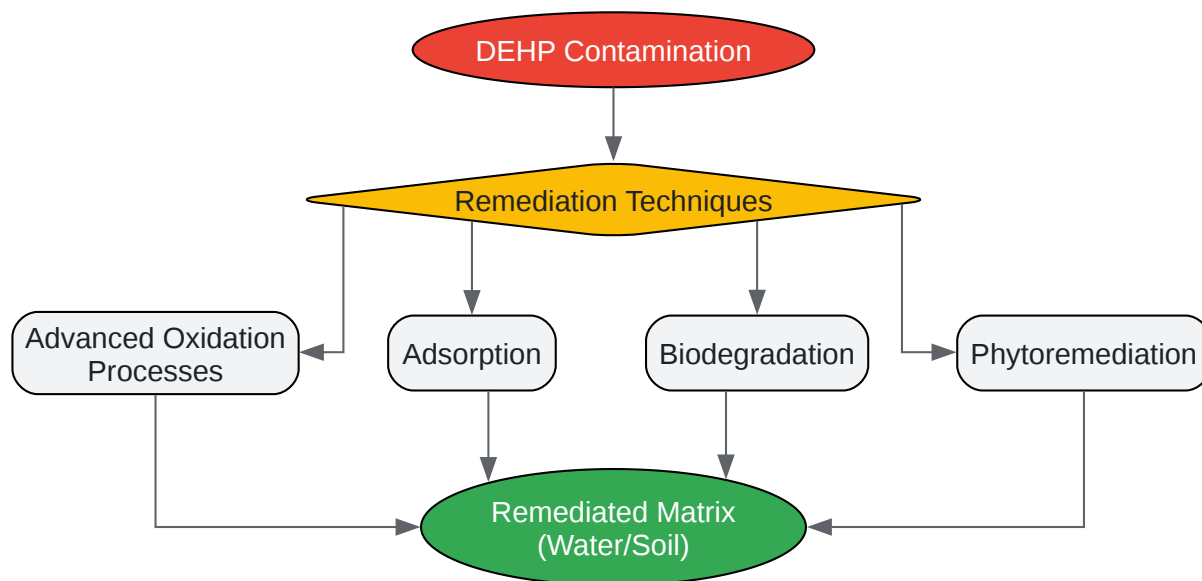 DEHP Contamination
Remediation Techniques
Advanced Oxidation
Processes
Adsorption
Biodegradation
Phytoremediation
Remediated Matrix
(Water/Soil)